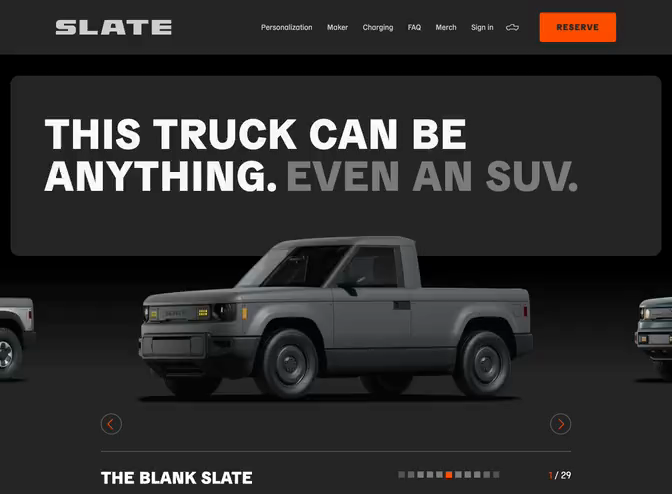 SLATE
Personalization Maker Charging FAQ Merch Sign in RESERVE
THIS TRUCK CAN BE
ANYTHING. EVEN AN SUV.
SLATE
THE BLANK SLATE 1 / 29